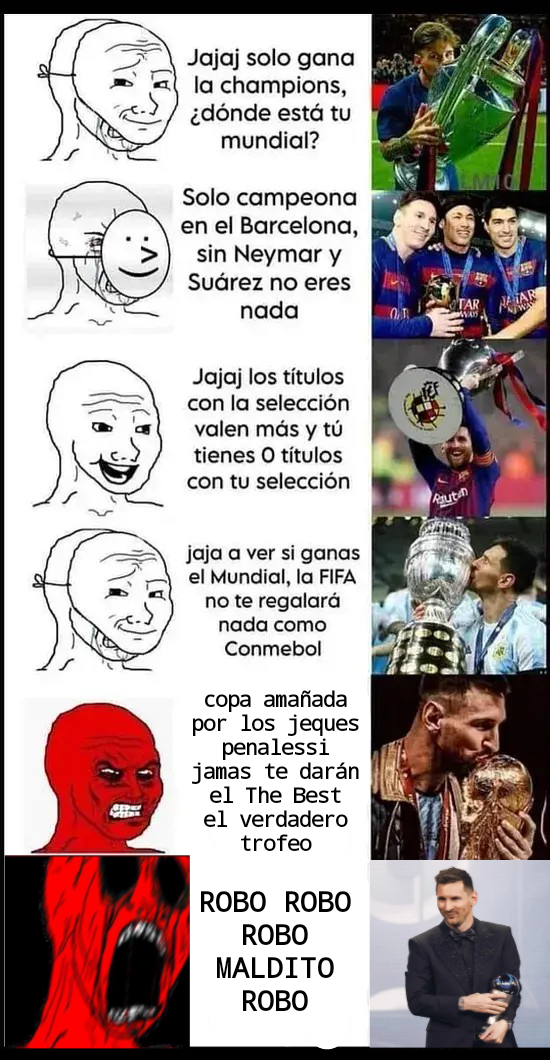 Jajaj solo gana
la champions,
¿dónde está tu
mundial?
Solo campeona
en el Barcelona,
sin Neymar y
Suárez no eres
nada
Jajaj los títulos
con la selección
valen más y tú
tienes 0 títulos
con tu selección
Rakuten
jaja a ver si ganas
el Mundial, la FIFA
no te regalará
nada como
Conmebol
copa amañada
por los jeques
penalessi
jamas te darán
el The Best
el verdadero
trofeo
ROBO ROBO
ROBO
MALDITO
ROBO